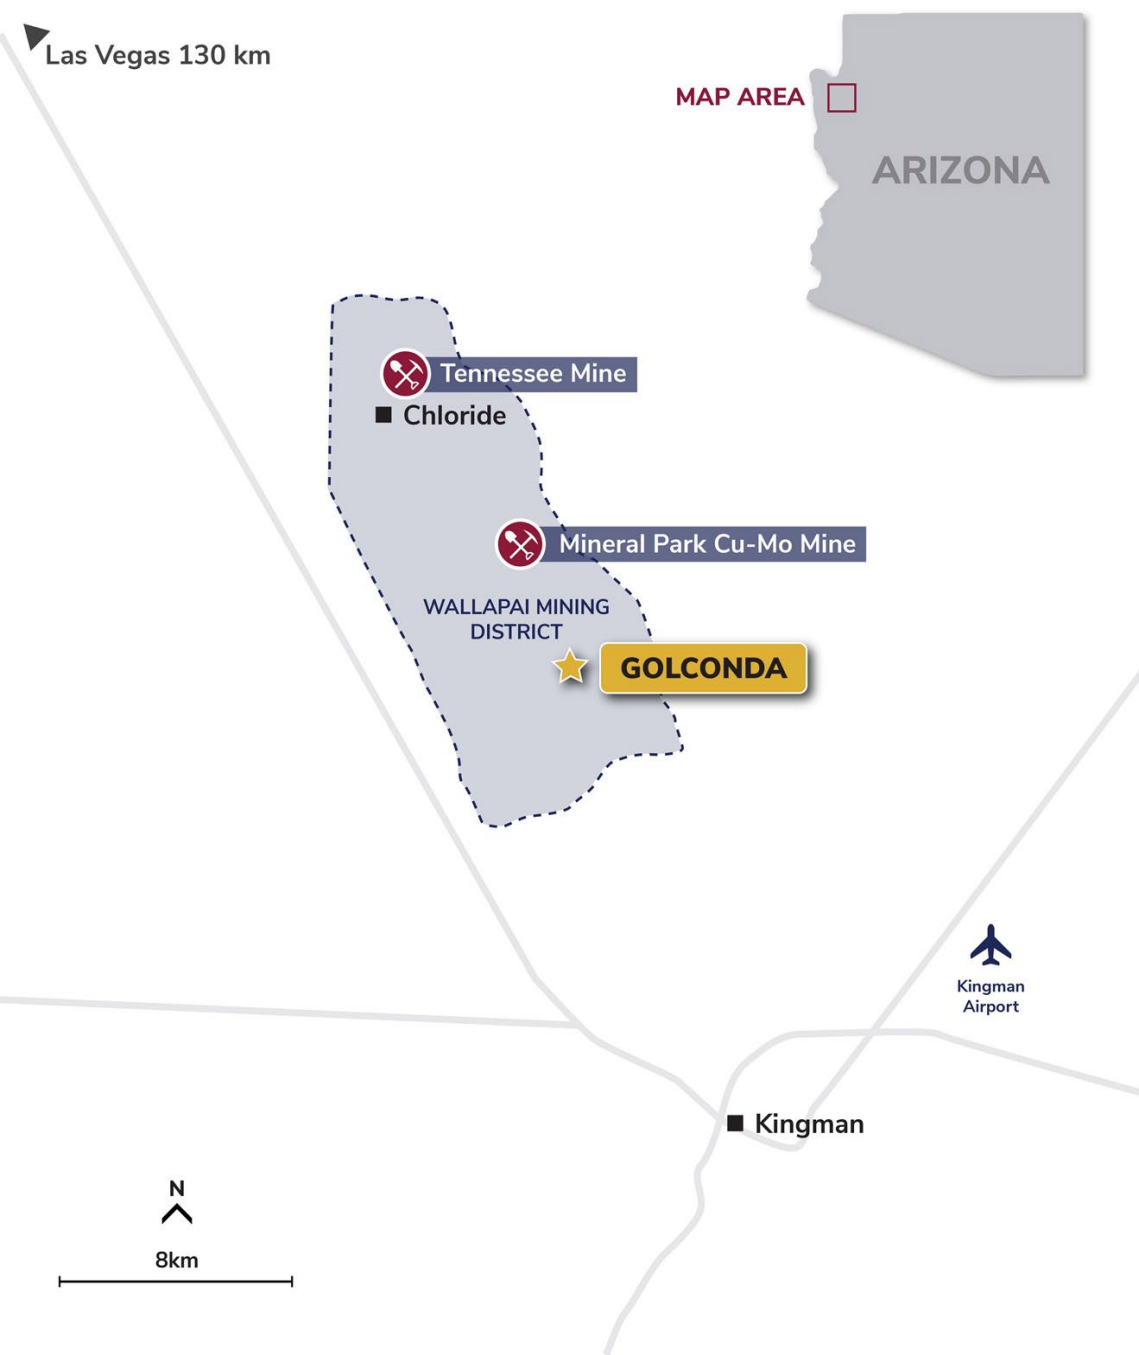 Las Vegas 130 km
MAP AREA
ARIZONA
Tennessee Mine
Chloride
Mineral Park Cu-Mo Mine
WALLAPAI MINING
DISTRICT
GOLCONDA
Kingman
Airport
Kingman
N
8km